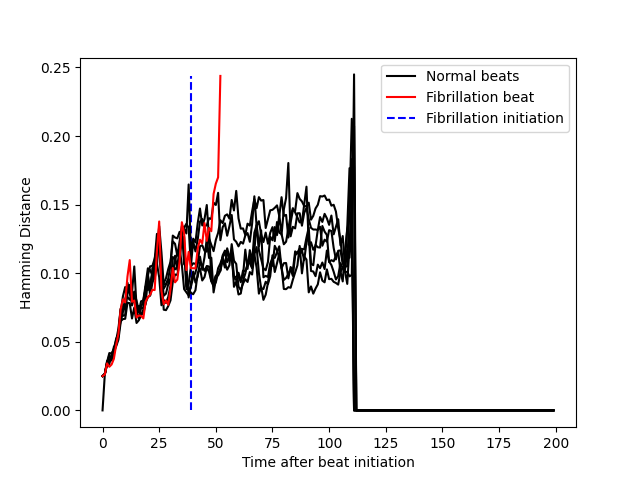 Normal beats
Fibrillation beat
Fibrillation initiation
Hamming Distance
0.25
0.20
0.15
0.10
0.05
0.00
0 25 50 75 100 125 150 175 200
Time after beat initiation